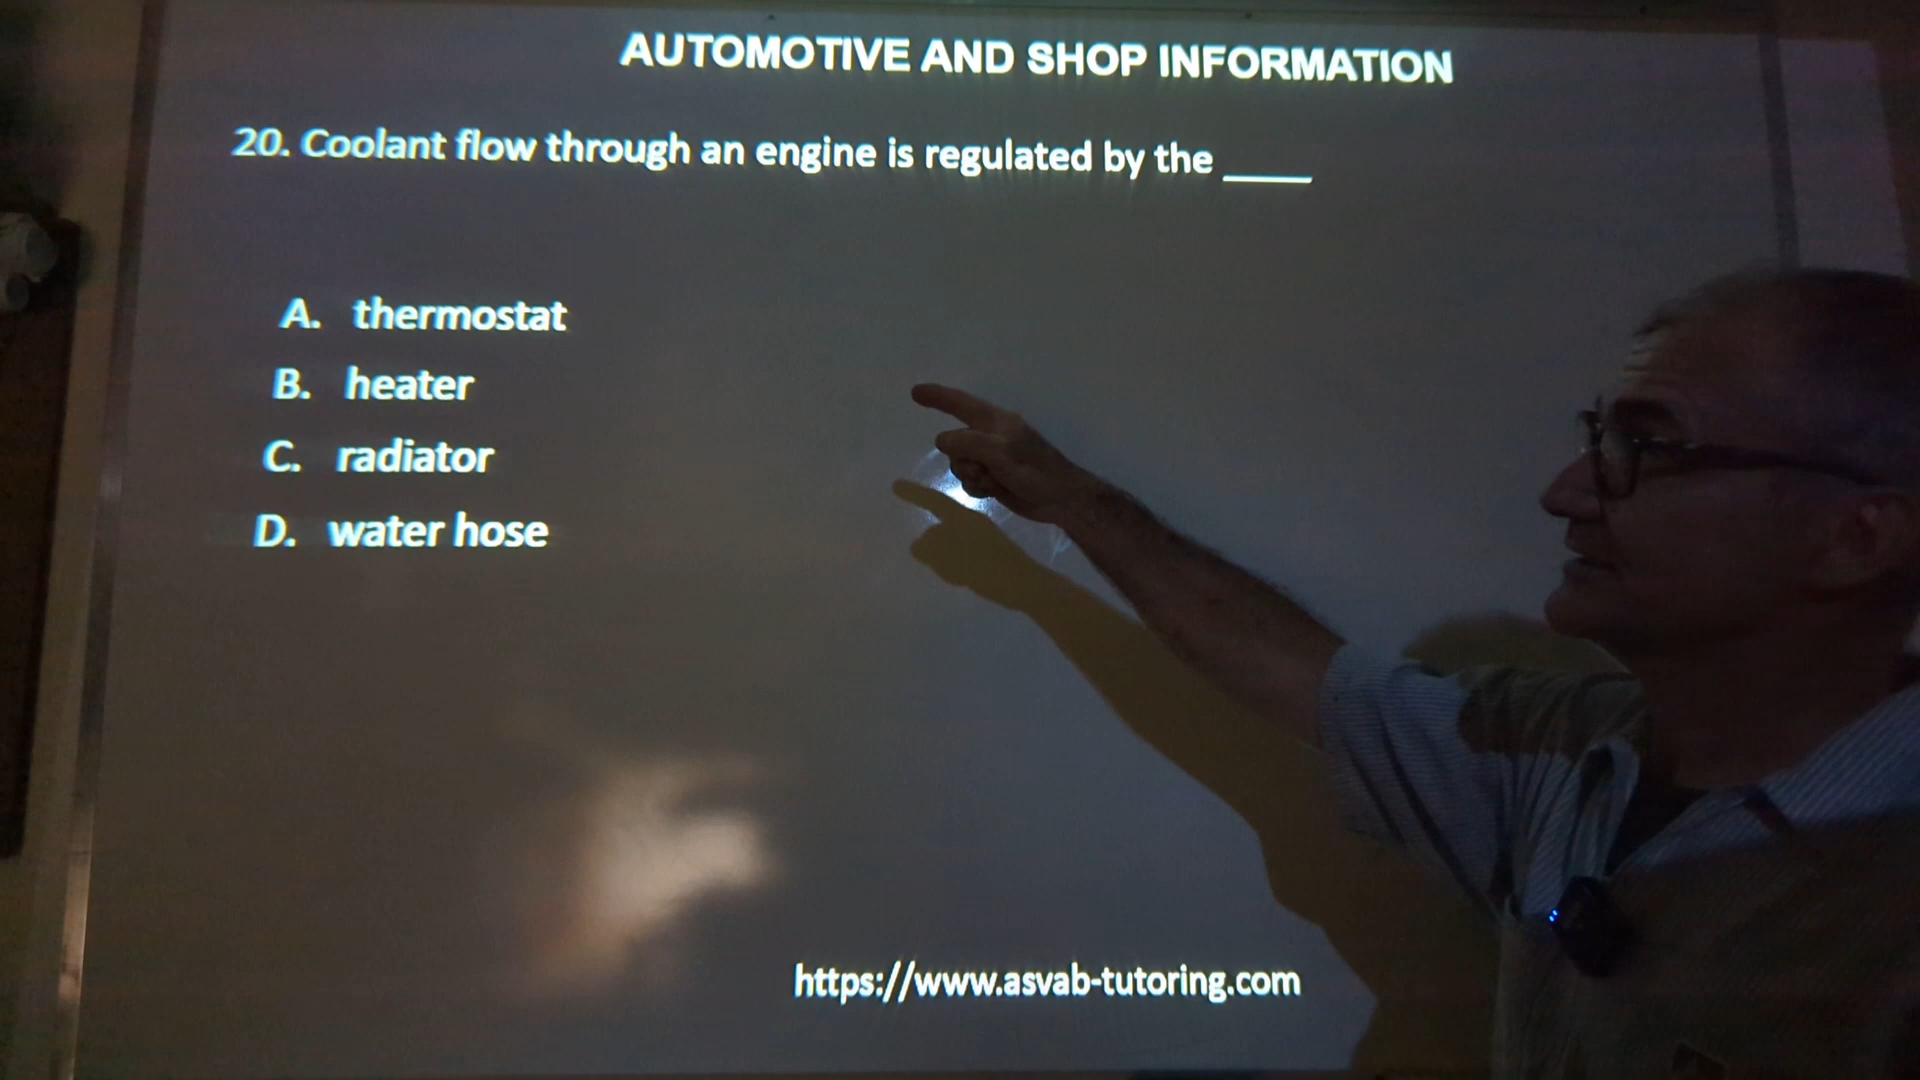 AUTOMOTIVE AND SHOP INFORMATION
20. Coolant flow through an engine is regulated by the ____
A. thermostat
B. heater
C. radiator
D. water hose
https://www.asvab-tutoring.com